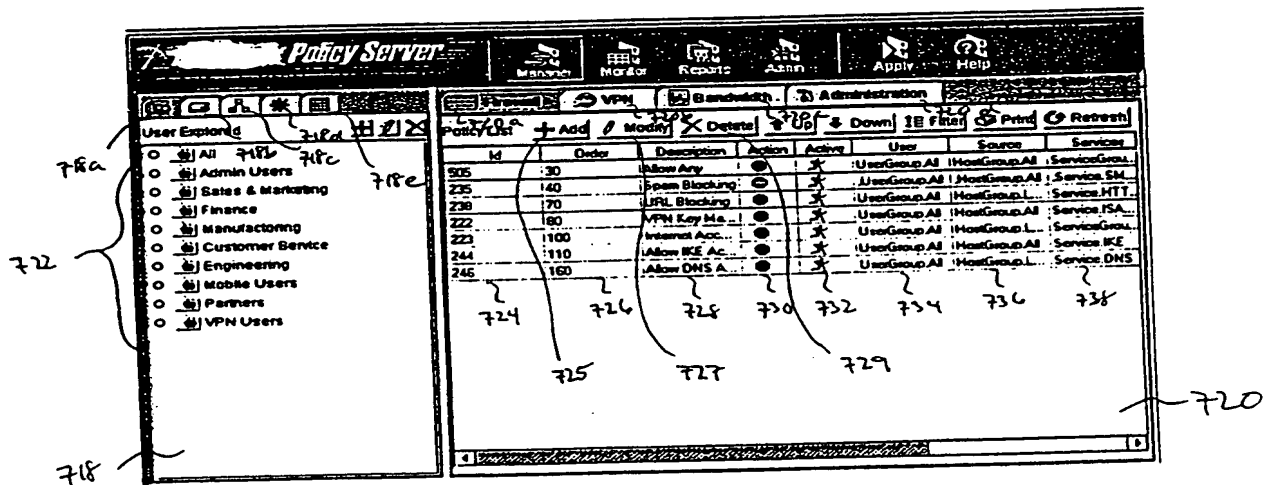 Policy Server
Manager Monitor Reports Admin Apply Help
Firewall VPN Bandwidth Administration
720a
718a
User Explorer
718b 718c 718d 718e
Policy List Add Modify Delete Up Down Filter Print Refresh
Id Order Description Action Active User Source Services
505 30 Allow Any UserGroup.All HostGroup.All ServiceGrou...
235 40 Spam Blocking UserGroup.All HostGroup.All Service.SM...
238 70 URL Blocking UserGroup.All HostGroup.L... Service.HTT...
222 80 VPN Key Ma... UserGroup.All HostGroup.All Service.ISA...
223 100 Internet Acc... UserGroup.All HostGroup.L... ServiceGrou...
244 110 Allow IKE Ac... UserGroup.All HostGroup.All Service.IKE
246 160 Allow DNS A... UserGroup.All HostGroup.L... Service.DNS
All
Admin Users
Sales & Marketing
Finance
Manufacturing
Customer Service
Engineering
Mobile Users
Partners
VPN Users
722
724 726 728 730 732 734 736 738
725 727 729
720
718